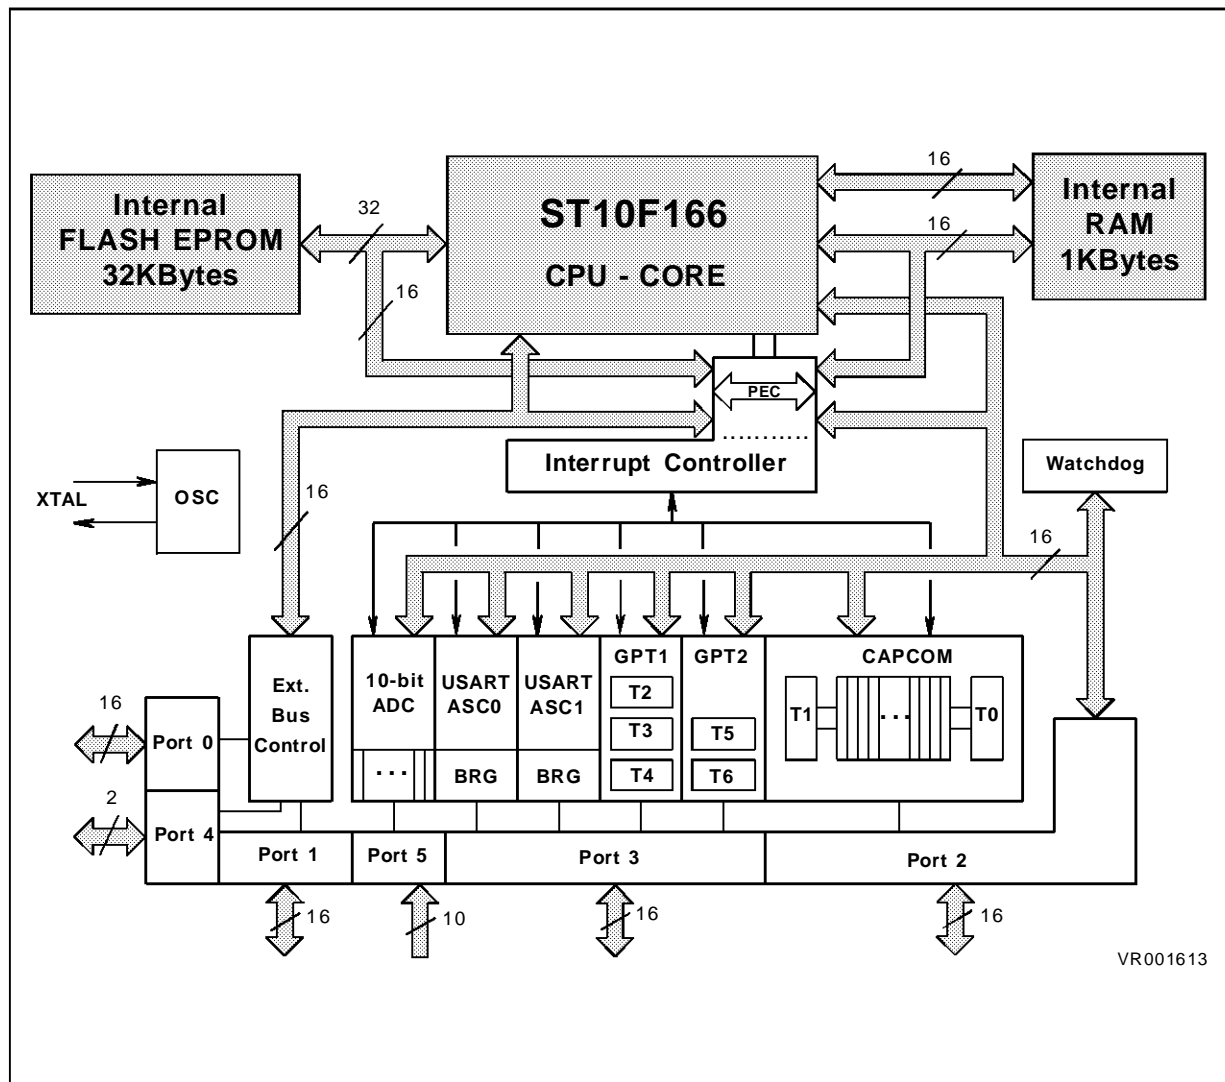 Internal
FLASH EPROM
32KBytes
32
16
ST10F166
CPU - CORE
16
16
Internal
RAM
1KBytes
PEC
...........
Interrupt Controller
Watchdog
XTAL
OSC
16
16
Ext.
Bus
Control
10-bit
ADC
...
USART
ASC0
BRG
USART
ASC1
BRG
GPT1
T2
T3
T4
GPT2
T5
T6
CAPCOM
T1
...
T0
16
Port 0
2
Port 4
Port 1
Port 5
Port 3
Port 2
16
10
16
16
VR001613